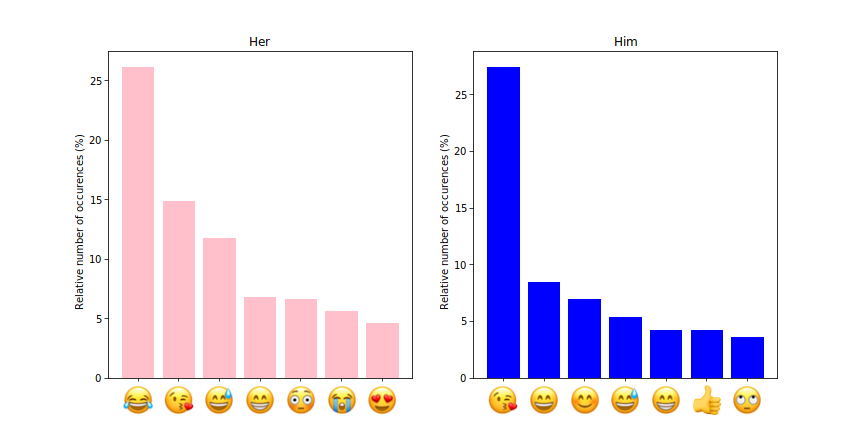 Her
Relative number of occurences (%)
25
20
15
10
5
0
😂 😘 😅 😁 😳 😭 😍
Him
Relative number of occurences (%)
25
20
15
10
5
0
😘 😄 😊 😅 😁 👍 🙄